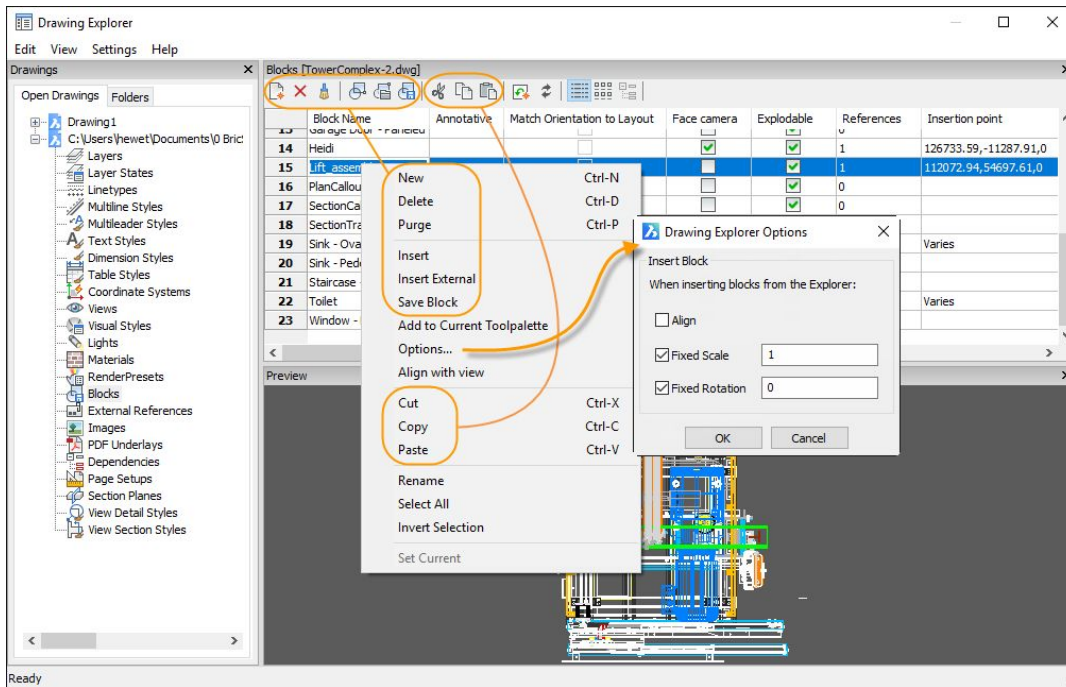 Drawing Explorer
Edit View Settings Help
Drawings
Open Drawings Folders
Drawing1
C:\Users\hewet\Documents\0 Bric
Layers
Layer States
Linetypes
Multiline Styles
Multileader Styles
Text Styles
Dimension Styles
Table Styles
Coordinate Systems
Views
Visual Styles
Lights
Materials
RenderPresets
Blocks
External References
Images
PDF Underlays
Dependencies
Page Setups
Section Planes
View Detail Styles
View Section Styles
Blocks [TowerComplex-2.dwg]
Block Name Annotative Match Orientation to Layout Face camera Explodable References Insertion point
15 Garage Door - Paneled 0
14 Heidi 1 126733.59,-11287.91,0
15 Lift_assem 1 112072.94,54697.61,0
16 PlanCallou 0
17 SectionCa 0
18 SectionTra
19 Sink - Ova Varies
20 Sink - Ped
21 Staircase
22 Toilet Varies
23 Window -
Preview
New Ctrl-N
Delete Ctrl-D
Purge Ctrl-P
Insert
Insert External
Save Block
Add to Current Toolpalette
Options...
Align with view
Cut Ctrl-X
Copy Ctrl-C
Paste Ctrl-V
Rename
Select All
Invert Selection
Set Current
Drawing Explorer Options
Insert Block
When inserting blocks from the Explorer:
Align
Fixed Scale 1
Fixed Rotation 0
OK Cancel
Ready